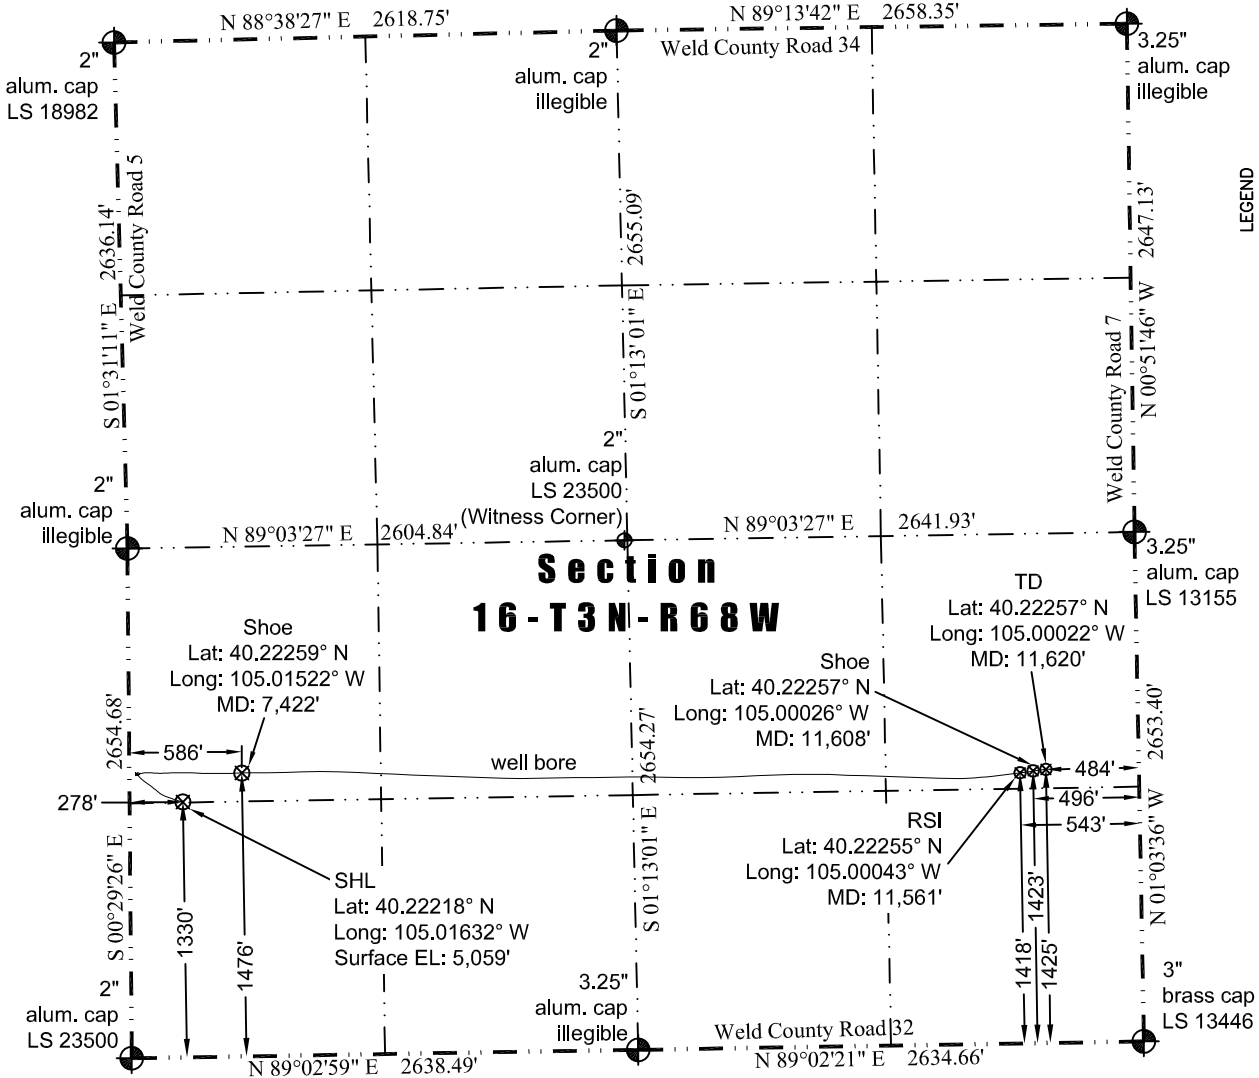 N 88°38'27" E 2618.75'
N 89°13'42" E 2658.35'
Weld County Road 34
2"
alum. cap
LS 18982
2"
alum. cap
illegible
3.25"
alum. cap
illegible
LEGEND
S 01°31'11" E 2636.14'
Weld County Road 5
S 01°13' 01" E 2655.09'
Weld County Road 7
N 00°51'46" W 2647.13'
2"
alum. cap
illegible
2"
alum. cap
LS 23500
(Witness Corner)
N 89°03'27" E 2604.84'
N 89°03'27" E 2641.93'
3.25"
alum. cap
LS 13155
Section
16-T3N-R68W
Shoe
Lat: 40.22259° N
Long: 105.01522° W
MD: 7,422'
TD
Lat: 40.22257° N
Long: 105.00022° W
MD: 11,620'
Shoe
Lat: 40.22257° N
Long: 105.00026° W
MD: 11,608'
586'
well bore
484'
278'
496'
543'
RSI
Lat: 40.22255° N
Long: 105.00043° W
MD: 11,561'
SHL
Lat: 40.22218° N
Long: 105.01632° W
Surface EL: 5,059'
S 00°29'26" E 2654.68'
1330'
1476'
S 01°13'01" E 2654.27'
1418'
1423'
1425'
N 01°03'36" W 2653.40'
2"
alum. cap
LS 23500
3.25"
alum. cap
illegible
3"
brass cap
LS 13446
Weld County Road 32
N 89°02'59" E 2638.49'
N 89°02'21" E 2634.66'